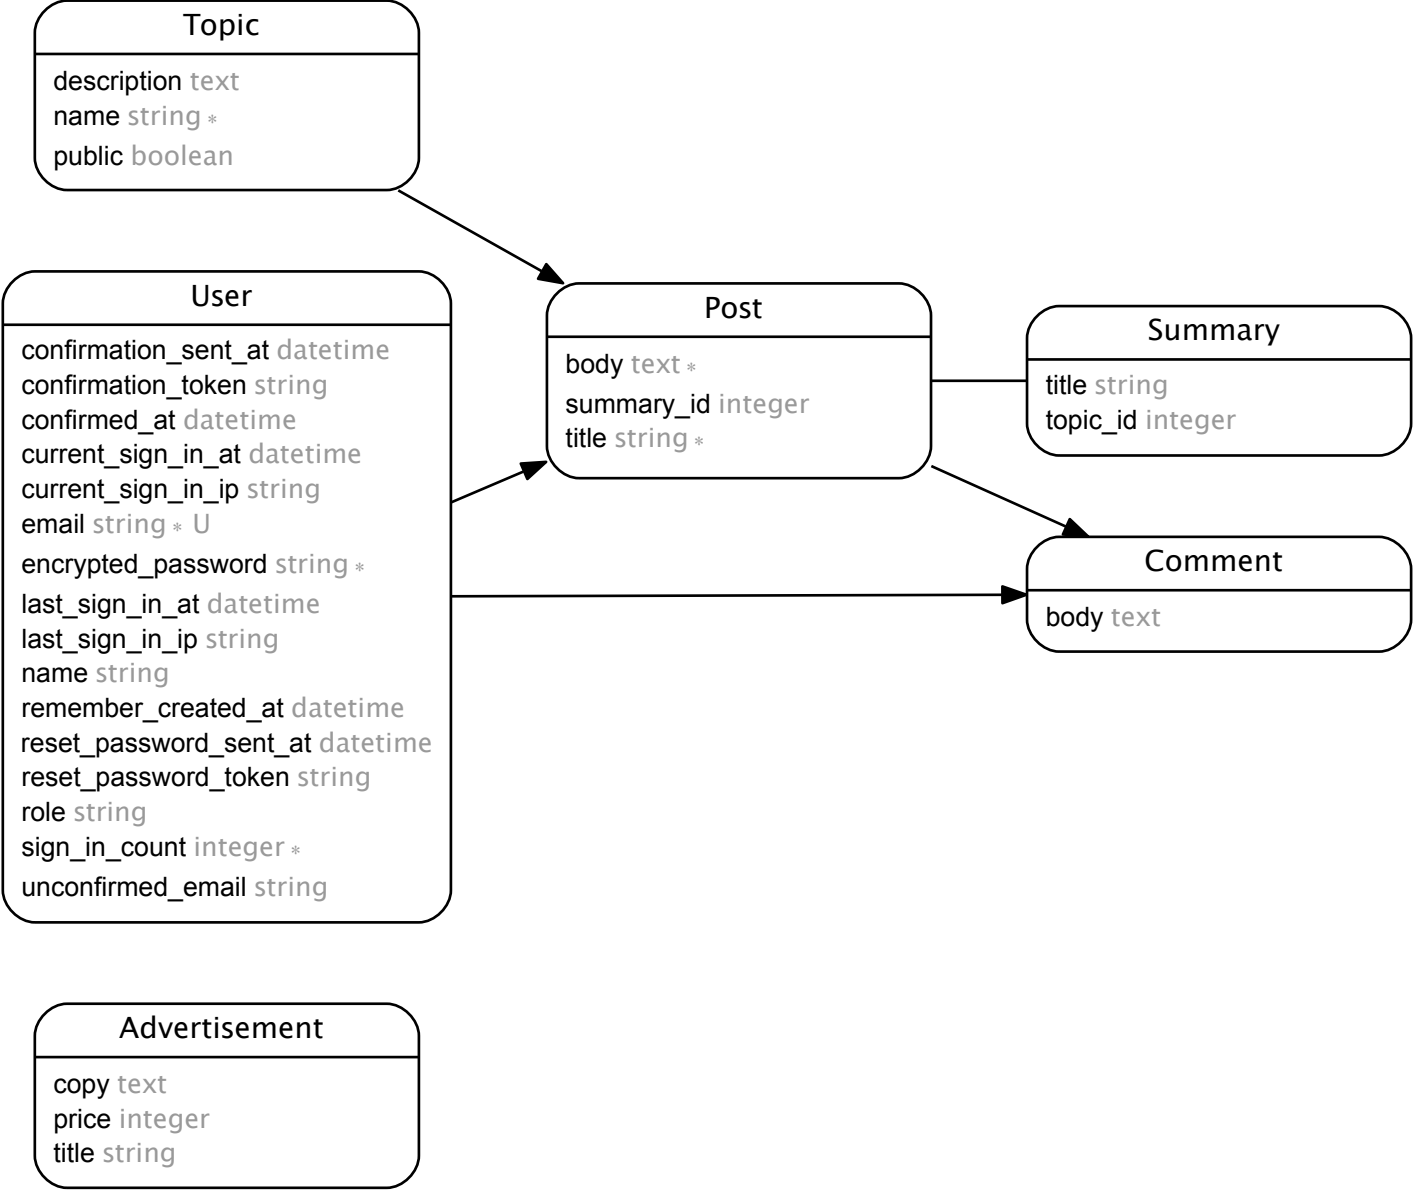 Topic
description text
name string *
public boolean
User
confirmation_sent_at datetime
confirmation_token string
confirmed_at datetime
current_sign_in_at datetime
current_sign_in_ip string
email string * U
encrypted_password string *
last_sign_in_at datetime
last_sign_in_ip string
name string
remember_created_at datetime
reset_password_sent_at datetime
reset_password_token string
role string
sign_in_count integer *
unconfirmed_email string
Post
body text *
summary_id integer
title string *
Summary
title string
topic_id integer
Comment
body text
Advertisement
copy text
price integer
title string